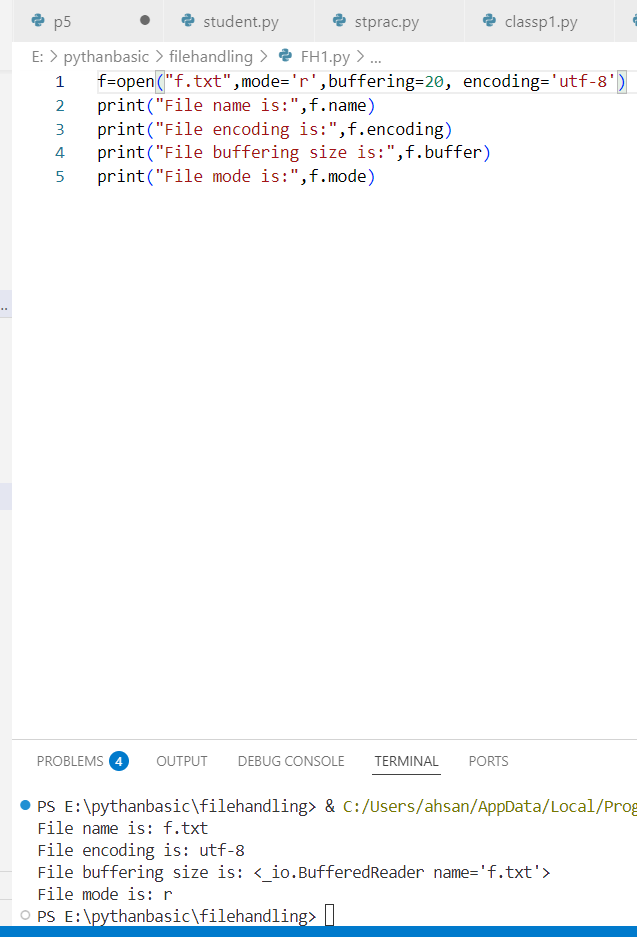 p5 student.py stprac.py classp1.py
E: > pythanbasic > filehandling > FH1.py > ...
1 f=open("f.txt",mode='r',buffering=20, encoding='utf-8')
2 print("File name is:",f.name)
3 print("File encoding is:",f.encoding)
4 print("File buffering size is:",f.buffer)
5 print("File mode is:",f.mode)
..
PROBLEMS 4 OUTPUT DEBUG CONSOLE TERMINAL PORTS
PS E:\pythanbasic\filehandling> & C:/Users/ahsan/AppData/Local/Prog
File name is: f.txt
File encoding is: utf-8
File buffering size is: <_io.BufferedReader name='f.txt'>
File mode is: r
PS E:\pythanbasic\filehandling>